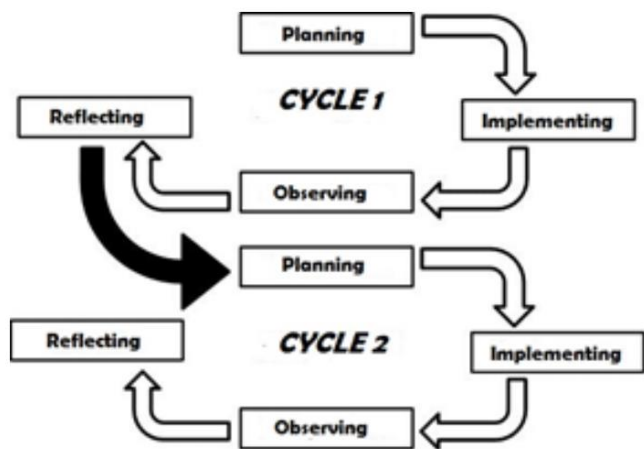 Planning
CYCLE 1
Reflecting
Implementing
Observing
Planning
Reflecting
CYCLE 2
Implementing
Observing